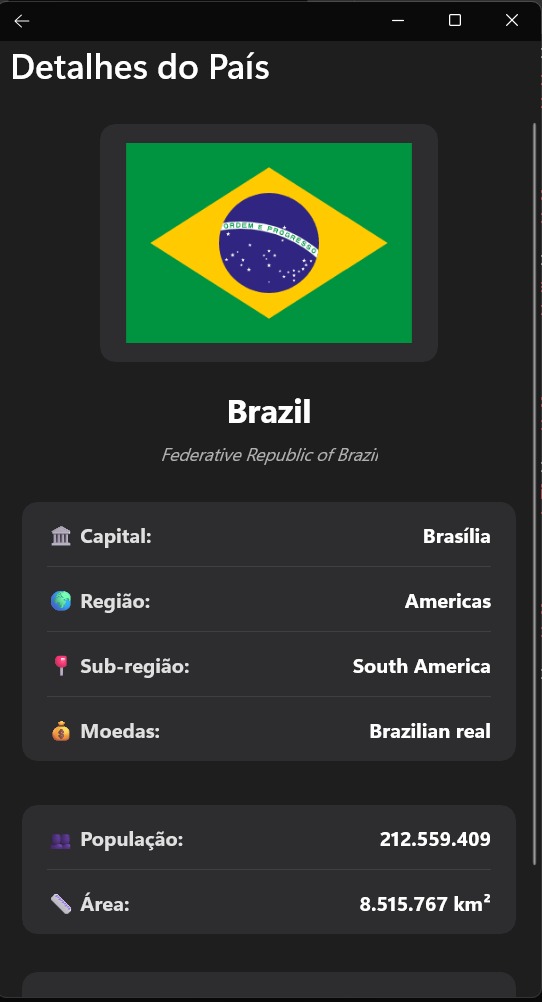 Detalhes do País
ORDEM E PROGRESSO
Brazil
Federative Republic of Brazil
Capital: Brasília
Região: Americas
Sub-região: South America
Moedas: Brazilian real
População: 212.559.409
Área: 8.515.767 km²